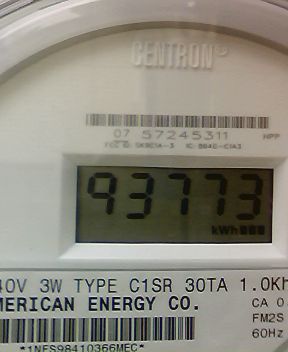 CENTRON®
07 57245311 HPP
93773
kWh
40V 3W TYPE C1SR 30TA 1.0Kh
MERICAN ENERGY CO. CA 0
FM2S
60Hz
*1NFS98410366MEC*